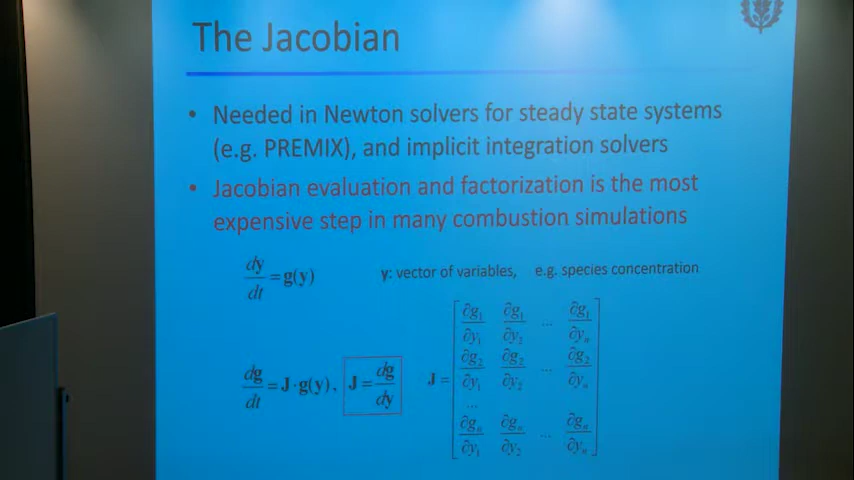 The Jacobian
• Needed in Newton solvers for steady state systems
(e.g. PREMIX), and implicit integration solvers
• Jacobian evaluation and factorization is the most
expensive step in many combustion simulations
dy/dt = g(y)    y: vector of variables,    e.g. species concentration
dg/dt = J·g(y),    J = dg/dy    J = [
∂g₁/∂y₁    ∂g₁/∂y₂    ...    ∂g₁/∂yₙ
∂g₂/∂y₁    ∂g₂/∂y₂    ...    ∂g₂/∂yₙ
...
∂gₙ/∂y₁    ∂gₙ/∂y₂    ...    ∂gₙ/∂yₙ ]